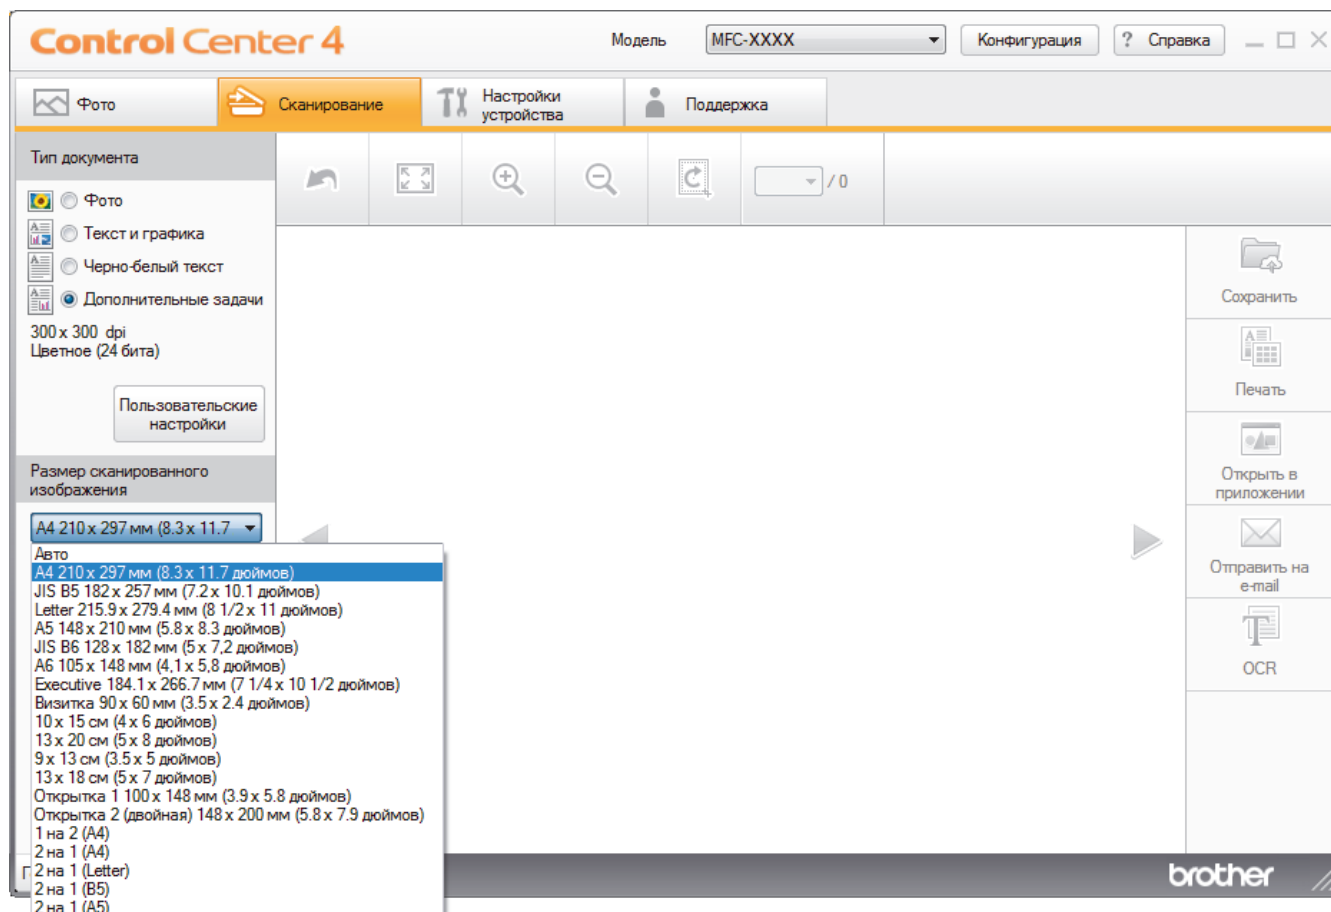 Control Center 4
Модель
MFC-XXXX
Конфигурация
? Справка
Фото
Сканирование
Настройки
устройства
Поддержка
Тип документа
/ 0
Фото
Текст и графика
Черно-белый текст
Дополнительные задачи
300 x 300 dpi
Цветное (24 бита)
Пользовательские
настройки
Размер сканированного
изображения
A4 210 x 297 мм (8.3 x 11.7
Авто
A4 210 x 297 мм (8.3 x 11.7 дюймов)
JIS B5 182 x 257 мм (7.2 x 10.1 дюймов)
Letter 215.9 x 279.4 мм (8 1/2 x 11 дюймов)
A5 148 x 210 мм (5.8 x 8.3 дюймов)
JIS B6 128 x 182 мм (5 x 7,2 дюймов)
A6 105 x 148 мм (4,1 x 5,8 дюймов)
Executive 184.1 x 266.7 мм (7 1/4 x 10 1/2 дюймов)
Визитка 90 x 60 мм (3.5 x 2.4 дюймов)
10 x 15 см (4 x 6 дюймов)
13 x 20 см (5 x 8 дюймов)
9 x 13 см (3.5 x 5 дюймов)
13 x 18 см (5 x 7 дюймов)
Открытка 1 100 x 148 мм (3.9 x 5.8 дюймов)
Открытка 2 (двойная) 148 x 200 мм (5.8 x 7.9 дюймов)
1 на 2 (A4)
2 на 1 (A4)
2 на 1 (Letter)
2 на 1 (B5)
2 на 1 (A5)
Сохранить
Печать
Открыть в
приложении
Отправить на
e-mail
OCR
brother